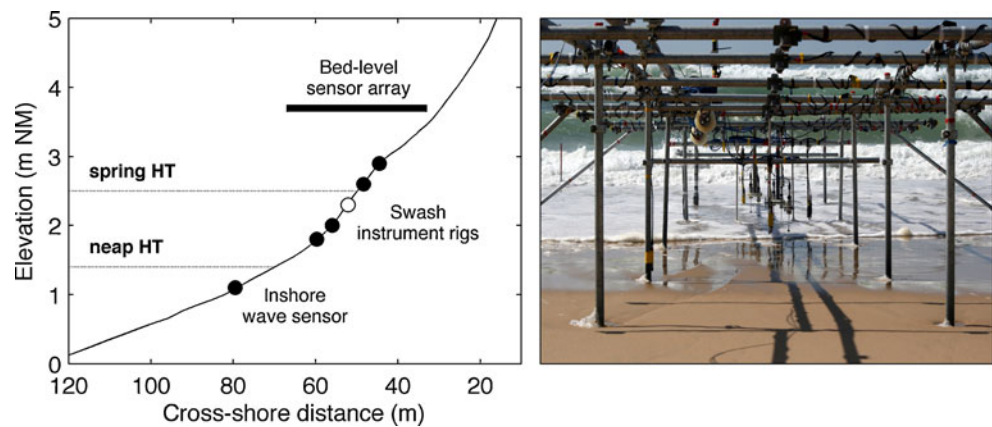 5
4
3
2
1
0
Elevation (m NM)
Bed-level
sensor array
spring HT
neap HT
Swash
instrument rigs
Inshore
wave sensor
120 100 80 60 40 20
Cross-shore distance (m)